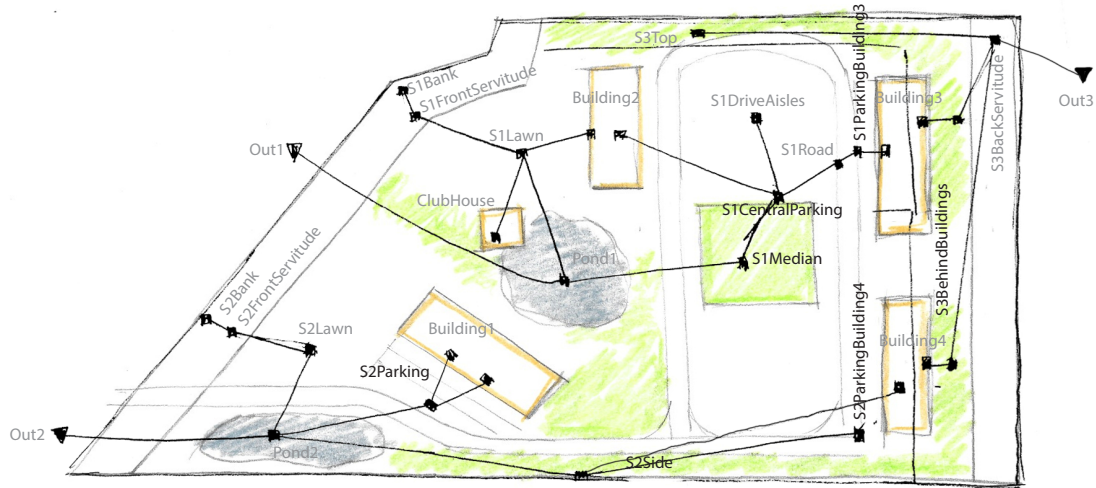 S3Top
S1ParkingBuilding3
S1Bank
S1FrontServitude
Building2
S1DriveAisles
Building3
Out3
S3BackServitude
Out1
S1Lawn
S1Road
ClubHouse
S1CentralParking
S3BehindBuildings
S2Bank
S2FrontServitude
Pond1
S1Median
S2Lawn
Building1
S2ParkingBuilding4
Building4
S2Parking
Out2
Pond2
S2Side